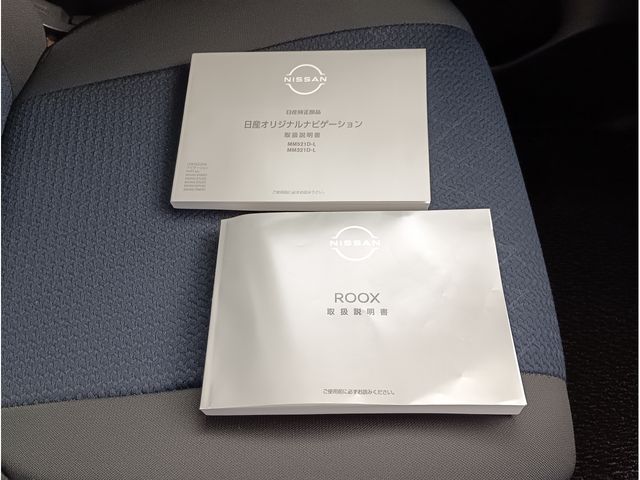 NISSAN
日産純正部品
日産オリジナルナビゲーション
取扱説明書
MM521D-L
MM321D-L
ご使用前に必ずお読み下さい。
NISSAN
ROOX
取扱説明書
ご使用前に必ずお読みください。